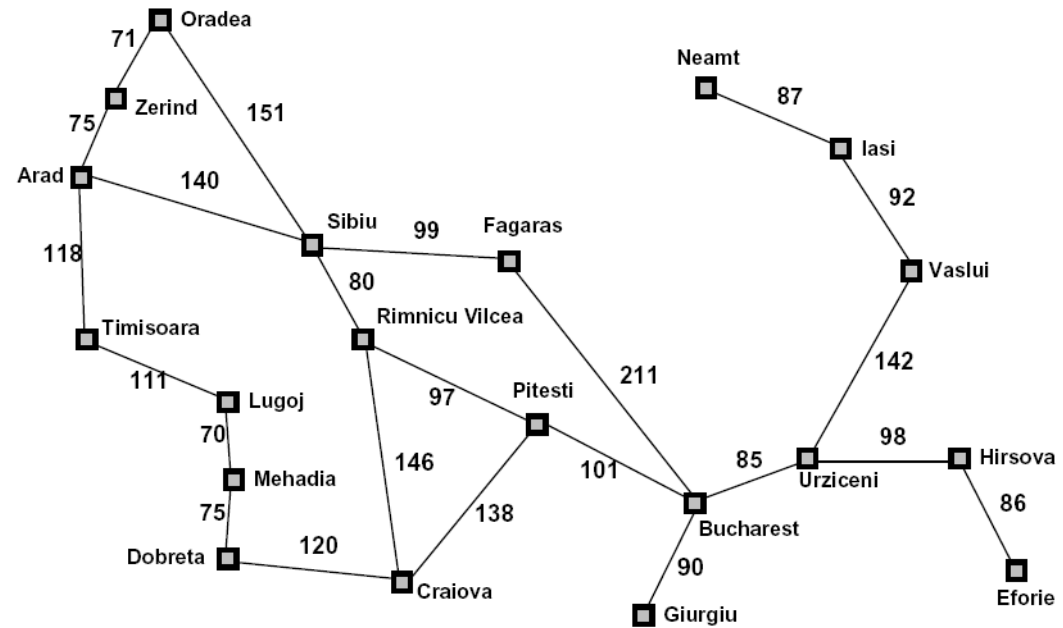 Oradea
71
Neamt
87
Zerind
151
75
Iasi
Arad
140
92
Sibiu
Fagaras
99
118
Vaslui
80
Timisoara
Rimnicu Vilcea
142
211
111
Pitesti
Lugoj
97
70
98
Hirsova
85
146
101
Urziceni
Mehadia
86
75
138
Bucharest
120
Dobreta
90
Craiova
Eforie
Giurgiu